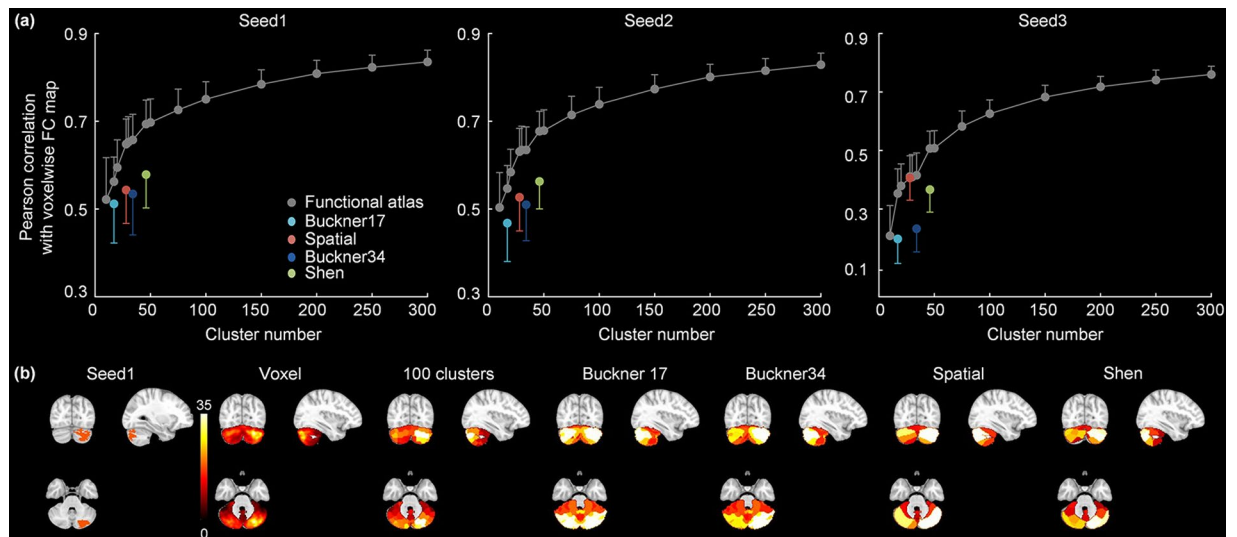 (a)
Seed1
Seed2
Seed3
Pearson correlation
with voxelwise FC map
0.9
0.7
0.5
0.3
0 50 100 150 200 250 300
Cluster number
Functional atlas
Buckner17
Spatial
Buckner34
Shen
0.9
0.7
0.5
0.3
0 50 100 150 200 250 300
Cluster number
0.9
0.7
0.5
0.3
0.1
0 50 100 150 200 250 300
Cluster number
(b)
Seed1
Voxel
100 clusters
Buckner 17
Buckner34
Spatial
Shen
35
0